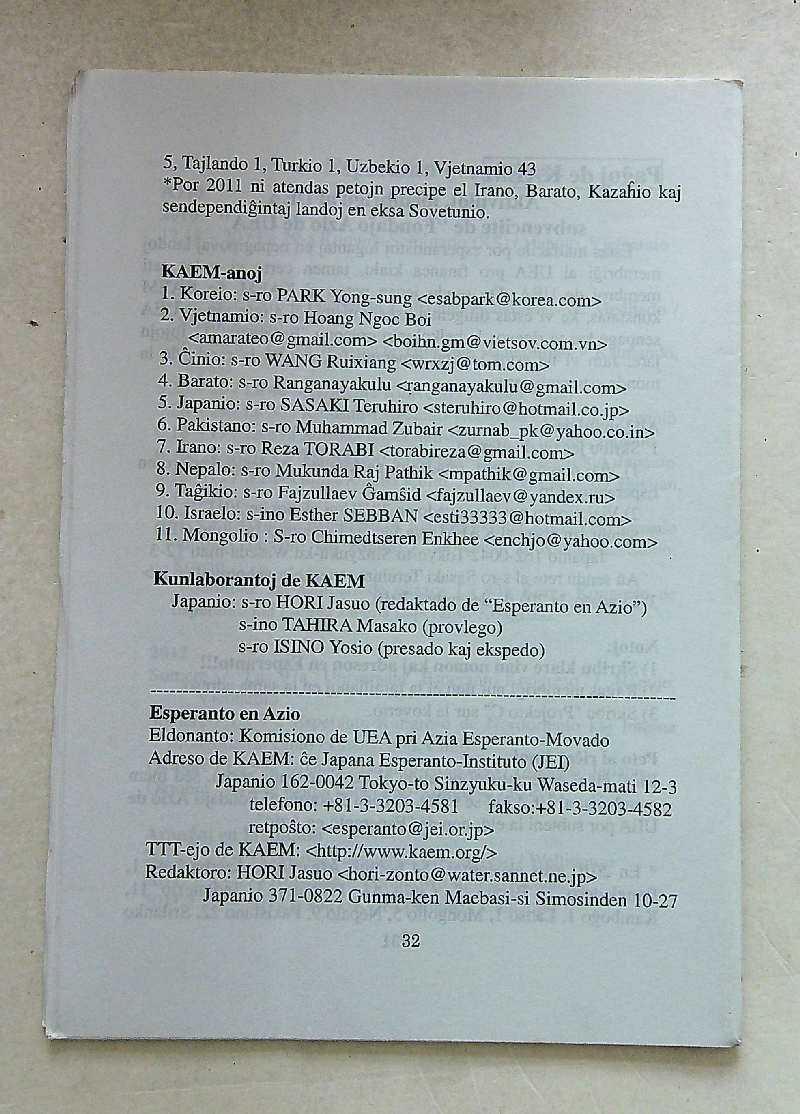 5, Tajlando 1, Turkio 1, Uzbekio 1, Vjetnamio 43
*Por 2011 ni atendas petojn precipe el Irano, Barato, Kazaĥio kaj
sendependiĝintaj landoj en eksa Sovetunio.
KAEM-anoj
1. Koreio: s-ro PARK Yong-sung <esabpark@korea.com>
2. Vjetnamio: s-ro Hoang Ngoc Boi
<amarateo@gmail.com> <boihn.gm@vietsov.com.vn>
3. Ĉinio: s-ro WANG Ruixiang <wrxzj@tom.com>
4. Barato: s-ro Ranganayakulu <ranganayakulu@gmail.com>
5. Japanio: s-ro SASAKI Teruhiro <steruhiro@hotmail.co.jp>
6. Pakistano: s-ro Muhammad Zubair <zurnab_pk@yahoo.co.in>
7. Irano: s-ro Reza TORABI <torabireza@gmail.com>
8. Nepalo: s-ro Mukunda Raj Pathik <mpathik@gmail.com>
9. Taĝikio: s-ro Fajzullaev Ĝamŝid <fajzullaev@yandex.ru>
10. Israelo: s-ino Esther SEBBAN <esti33333@hotmail.com>
11. Mongolio : S-ro Chimedtseren Enkhee <enchjo@yahoo.com>
Kunlaborantoj de KAEM
Japanio: s-ro HORI Jasuo (redaktado de “Esperanto en Azio”)
s-ino TAHIRA Masako (provlego)
s-ro ISINO Yosio (presado kaj ekspedo)
Esperanto en Azio
Eldonanto: Komisiono de UEA pri Azia Esperanto-Movado
Adreso de KAEM: ĉe Japana Esperanto-Instituto (JEI)
Japanio 162-0042 Tokyo-to Sinzyuku-ku Waseda-mati 12-3
telefono: +81-3-3203-4581 fakso:+81-3-3203-4582
retpoŝto: <esperanto@jei.or.jp>
TTT-ejo de KAEM: <http://www.kaem.org/>
Redaktoro: HORI Jasuo <hori-zonto@water.sannet.ne.jp>
Japanio 371-0822 Gunma-ken Maebasi-si Simosinden 10-27
32